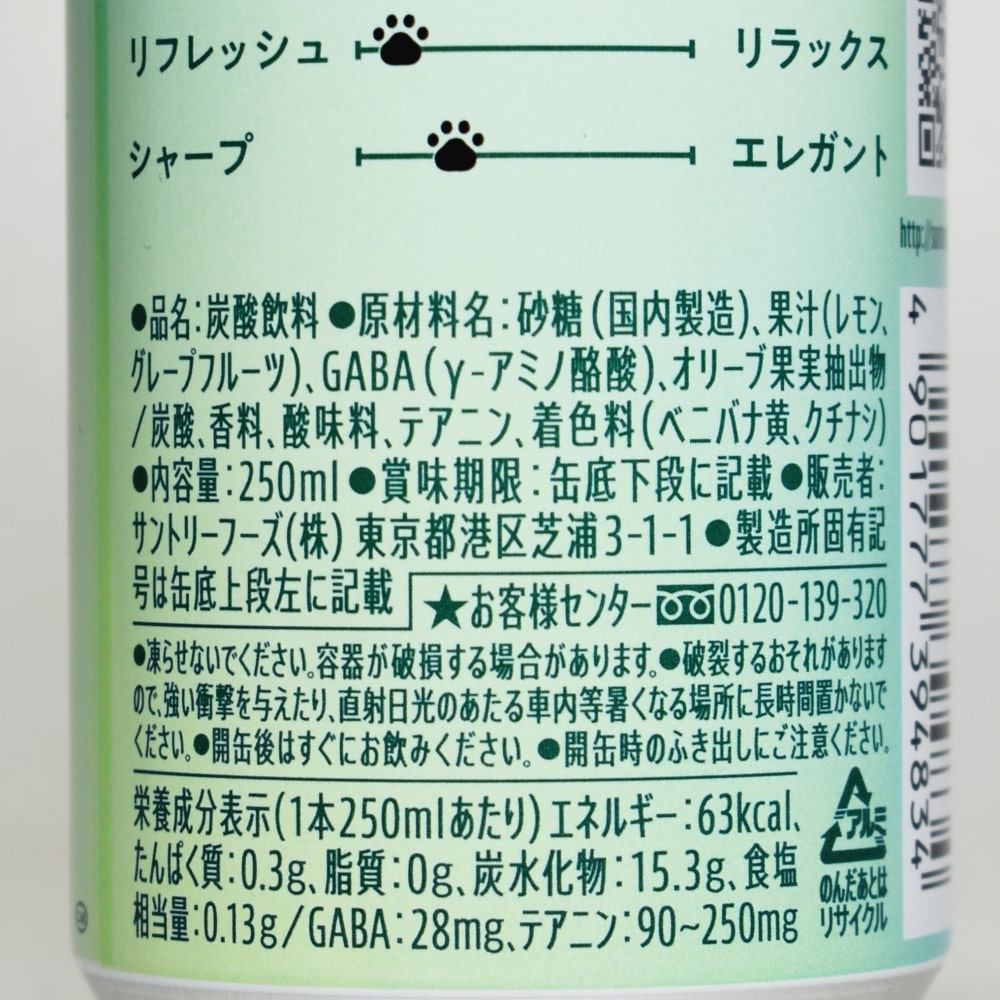 リフレッシュ リラックス
シャープ エレガント
http://sunto
●品名:炭酸飲料 ●原材料名:砂糖(国内製造)、果汁(レモン、
グレープフルーツ)、GABA(γ-アミノ酪酸)、オリーブ果実抽出物
/炭酸、香料、酸味料、テアニン、着色料(ベニバナ黄、クチナシ)
●内容量:250ml ●賞味期限:缶底下段に記載 ●販売者:
サントリーフーズ(株) 東京都港区芝浦3-1-1 ●製造所固有記
号は缶底上段左に記載
★お客様センター 0120-139-320
●凍らせないでください。容器が破損する場合があります。●破裂するおそれがあります
ので、強い衝撃を与えたり、直射日光のあたる車内等暑くなる場所に長時間置かないで
ください。●開缶後はすぐにお飲みください。●開缶時のふき出しにご注意ください。
栄養成分表示(1本250mlあたり)エネルギー:63kcal、
たんぱく質:0.3g、脂質:0g、炭水化物:15.3g、食塩
相当量:0.13g/GABA:28mg、テアニン:90~250mg
アルミ
のんだあとは
リサイクル
4 901777 394834